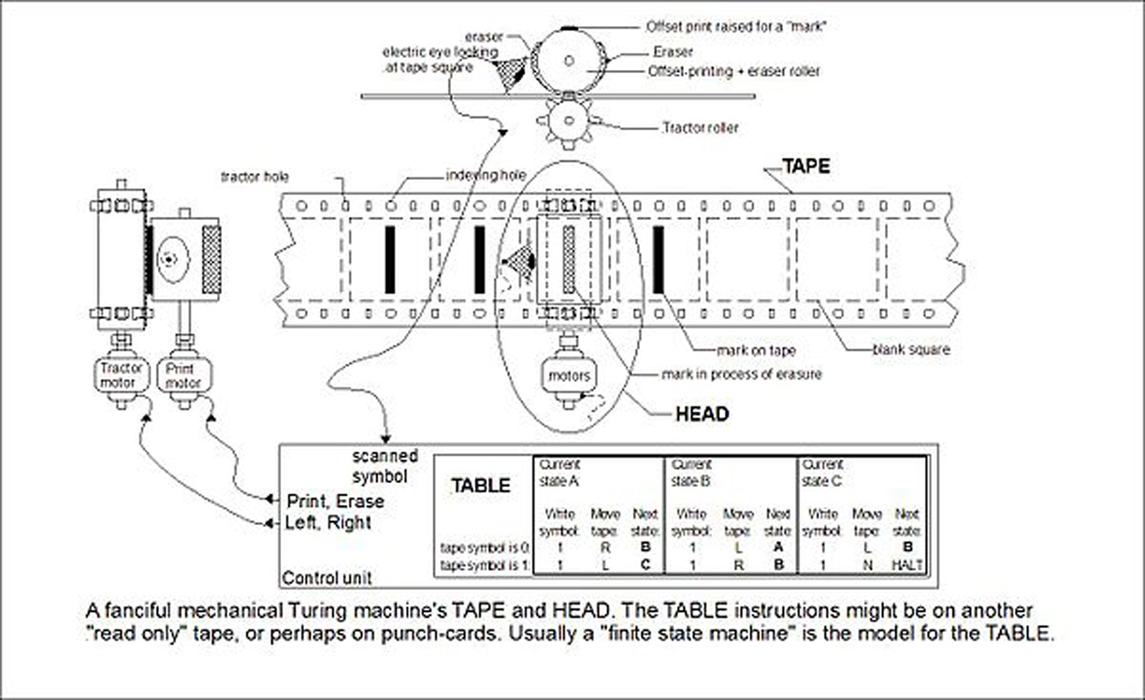 Offset print raised for a "mark"
eraser
electric eye looking
at tape square
Eraser
Offset-printing + eraser roller
Tractor roller
TAPE
tractor hole
indexing hole
mark on tape
blank square
Tractor
motor
Print
motor
motors
mark in process of erasure
HEAD
scanned
symbol
Print, Erase
Left, Right
Control unit
TABLE
Current Current Current
state A state B state C
Write Move Next Write Move Next Write Move Next
symbol: tape: state: symbol: tape: state: symbol: tape: state:
tape symbol is 0: 1 R B 1 L A 1 L B
tape symbol is 1: 1 L C 1 R B 1 N HALT
A fanciful mechanical Turing machine's TAPE and HEAD. The TABLE instructions might be on another
"read only" tape, or perhaps on punch-cards. Usually a "finite state machine" is the model for the TABLE.